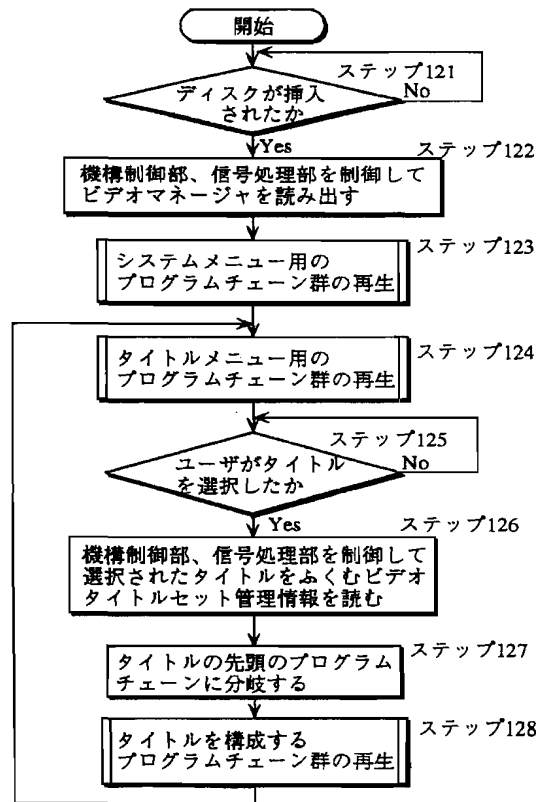 開始
ステップ121
ディスクが挿入
されたか
No
Yes
ステップ122
機構制御部、信号処理部を制御して
ビデオマネージャを読み出す
ステップ123
システムメニュー用の
プログラムチェーン群の再生
ステップ124
タイトルメニュー用の
プログラムチェーン群の再生
ステップ125
ユーザがタイトル
を選択したか
No
Yes
ステップ126
機構制御部、信号処理部を制御して
選択されたタイトルをふくむビデオ
タイトルセット管理情報を読む
ステップ127
タイトルの先頭のプログラム
チェーンに分岐する
ステップ128
タイトルを構成する
プログラムチェーン群の再生